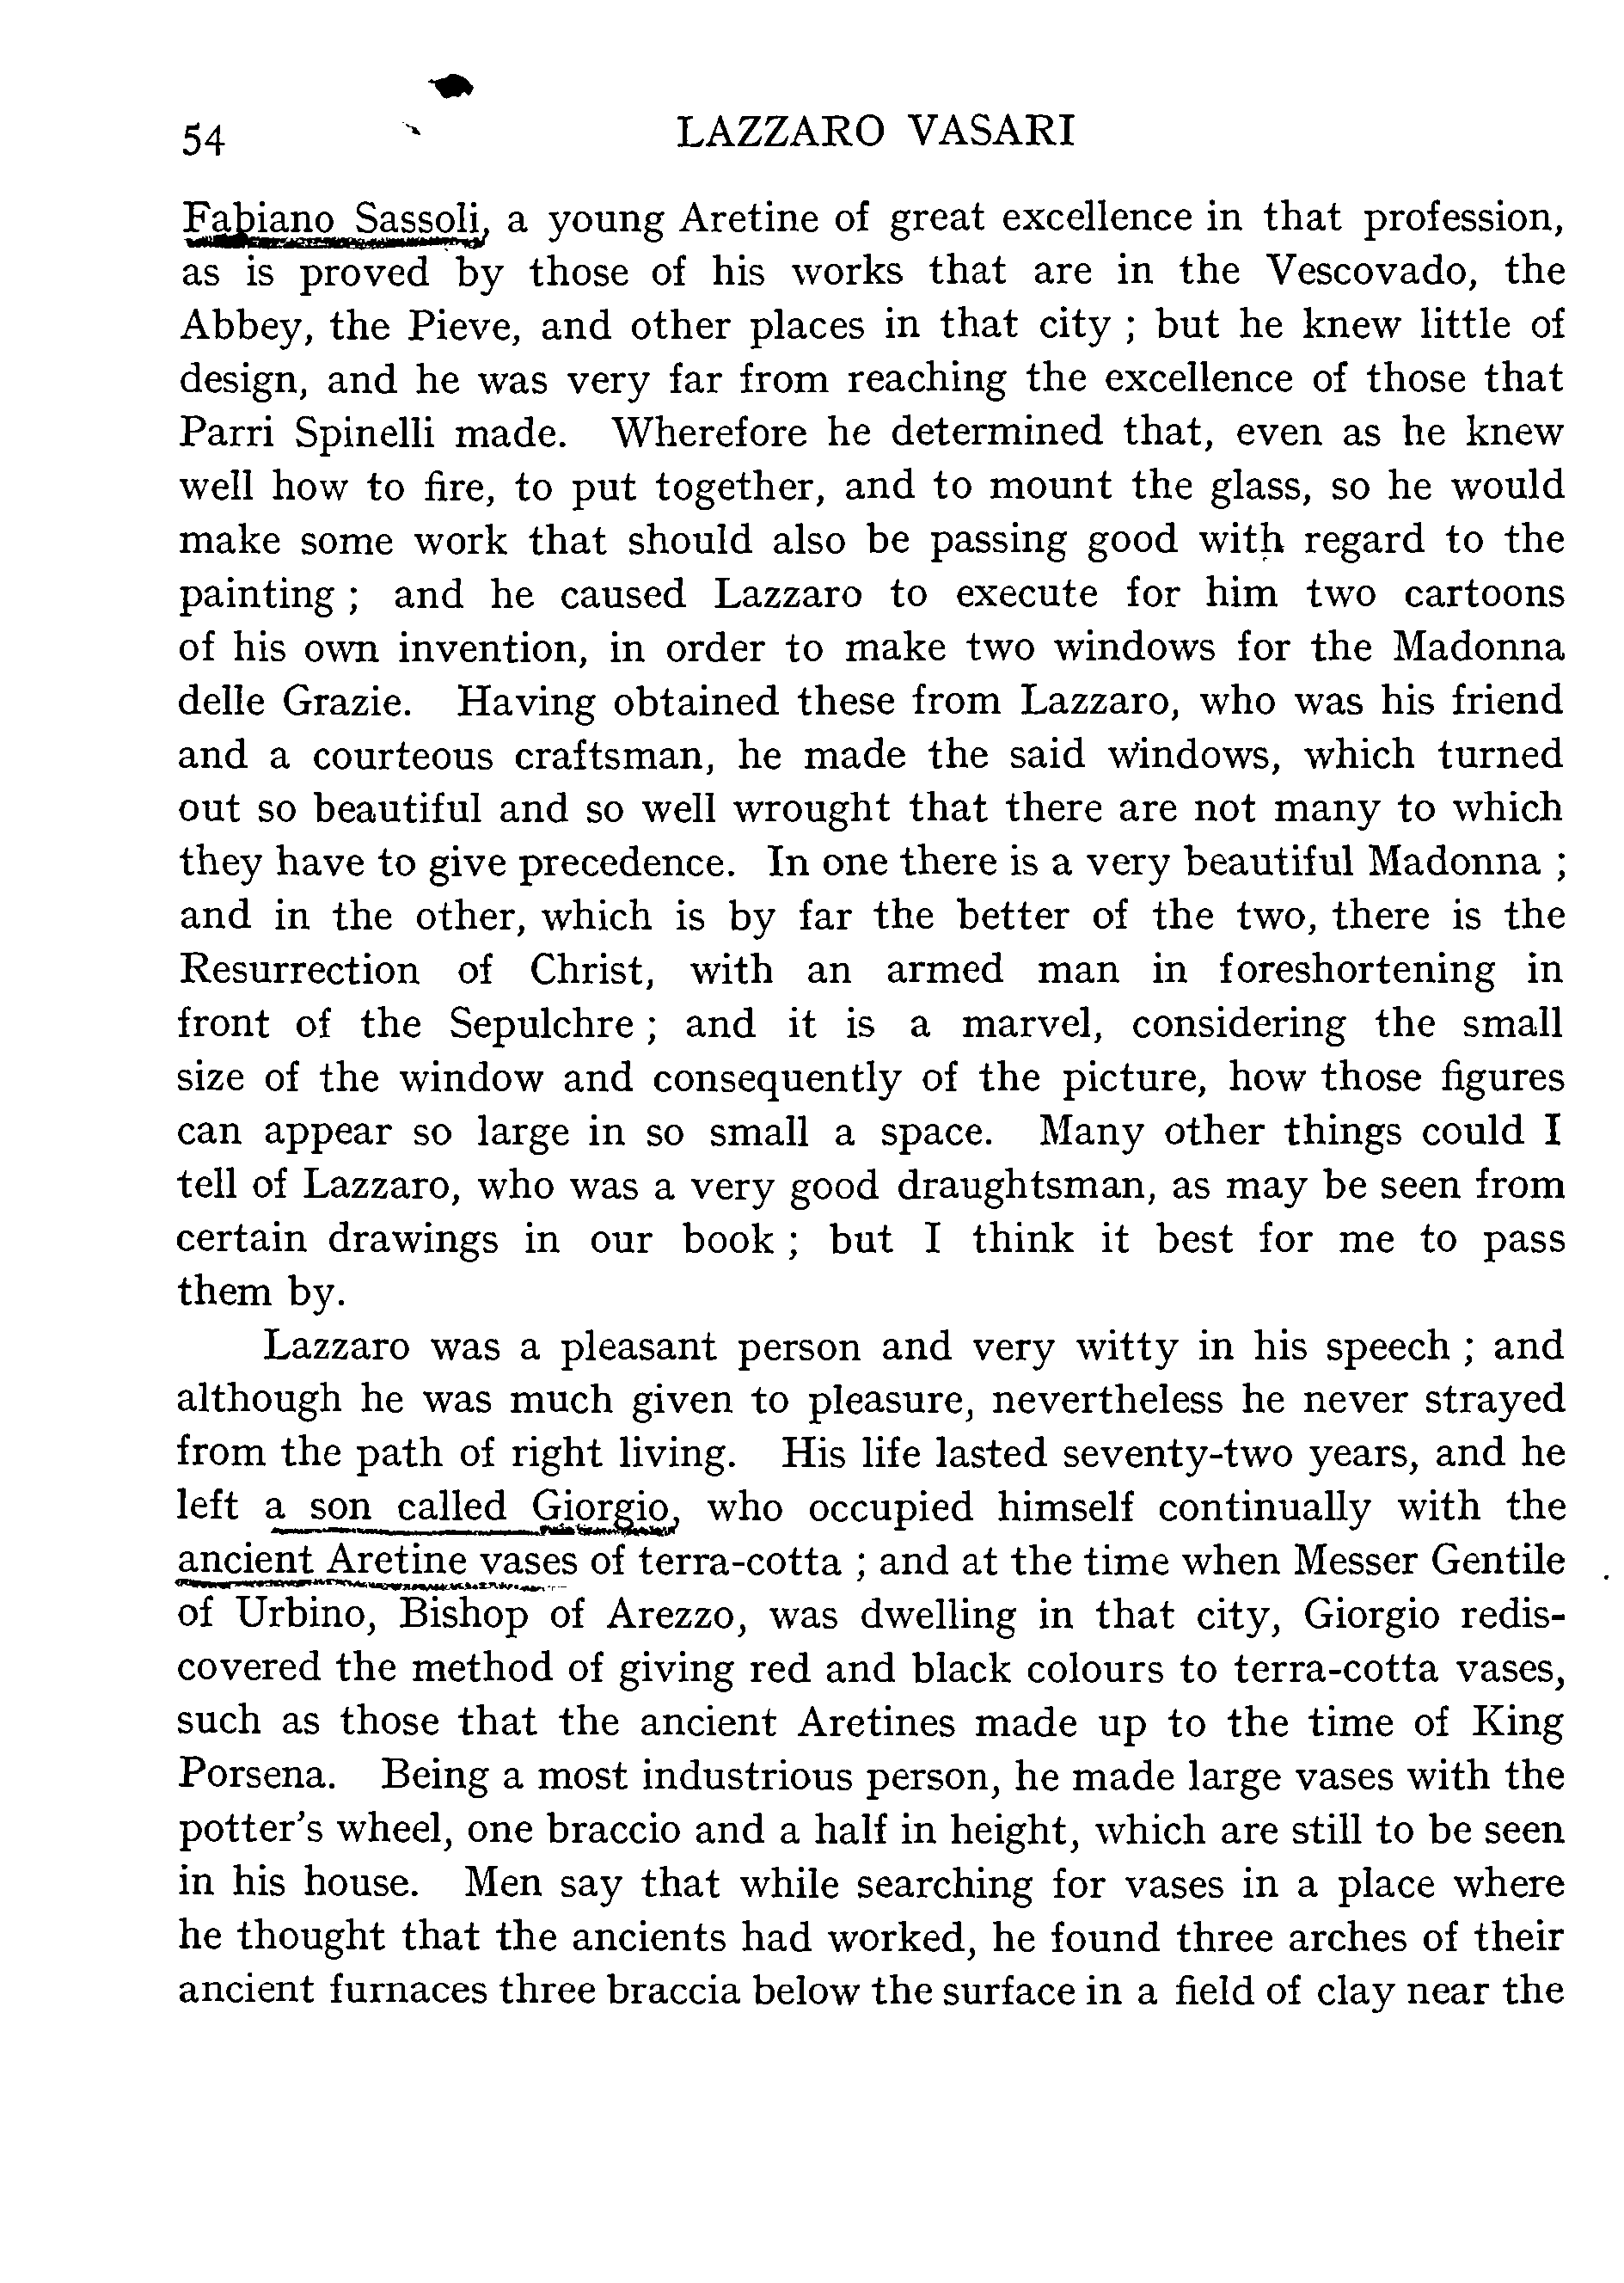 54 LAZZARO VASARI
Fabiano Sassoli, a young Aretine of great excellence in that profession,
as is proved by those of his works that are in the Vescovado, the
Abbey, the Pieve, and other places in that city ; but he knew little of
design, and he was very far from reaching the excellence of those that
Parri Spinelli made. Wherefore he determined that, even as he knew
well how to fire, to put together, and to mount the glass, so he would
make some work that should also be passing good with regard to the
painting ; and he caused Lazzaro to execute for him two cartoons
of his own invention, in order to make two windows for the Madonna
delle Grazie. Having obtained these from Lazzaro, who was his friend
and a courteous craftsman, he made the said windows, which turned
out so beautiful and so well wrought that there are not many to which
they have to give precedence. In one there is a very beautiful Madonna ;
and in the other, which is by far the better of the two, there is the
Resurrection of Christ, with an armed man in foreshortening in
front of the Sepulchre ; and it is a marvel, considering the small
size of the window and consequently of the picture, how those figures
can appear so large in so small a space. Many other things could I
tell of Lazzaro, who was a very good draughtsman, as may be seen from
certain drawings in our book ; but I think it best for me to pass
them by.
Lazzaro was a pleasant person and very witty in his speech ; and
although he was much given to pleasure, nevertheless he never strayed
from the path of right living. His life lasted seventy-two years, and he
left a son called Giorgio, who occupied himself continually with the
ancient Aretine vases of terra-cotta ; and at the time when Messer Gentile
of Urbino, Bishop of Arezzo, was dwelling in that city, Giorgio redis-
covered the method of giving red and black colours to terra-cotta vases,
such as those that the ancient Aretines made up to the time of King
Porsena. Being a most industrious person, he made large vases with the
potter's wheel, one braccio and a half in height, which are still to be seen
in his house. Men say that while searching for vases in a place where
he thought that the ancients had worked, he found three arches of their
ancient furnaces three braccia below the surface in a field of clay near the